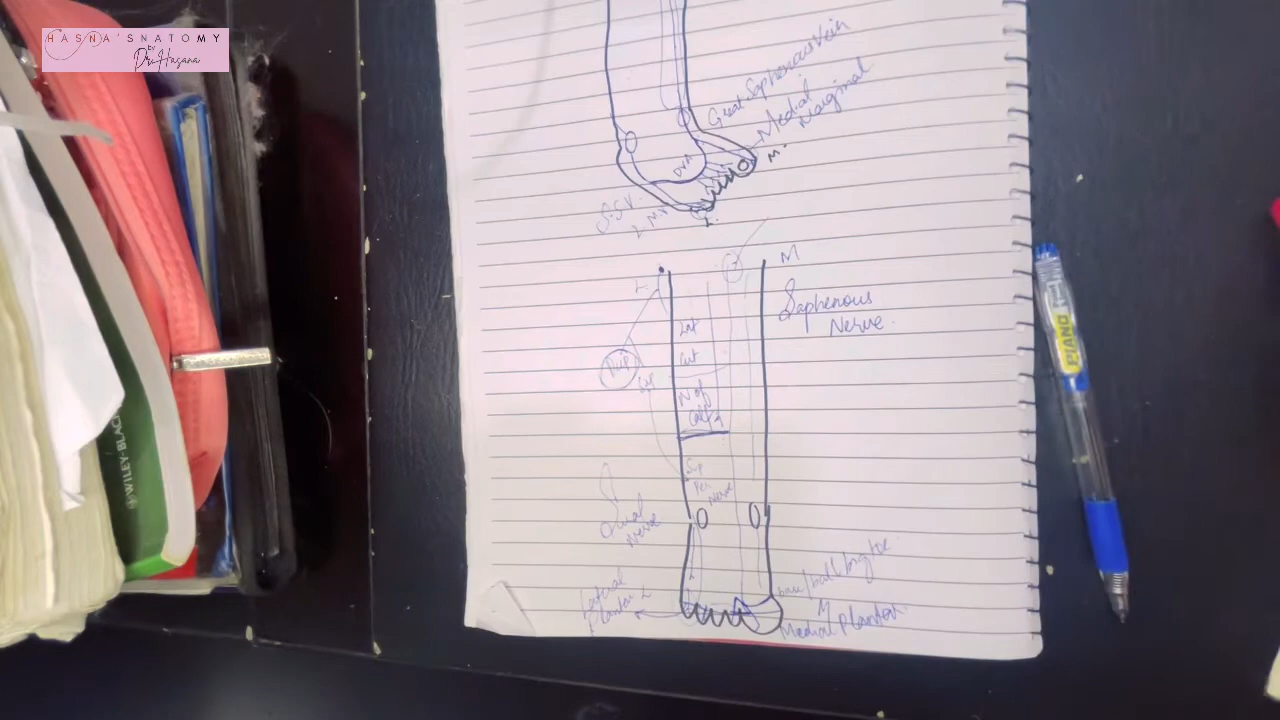 HASNA'SNATOMY
by
Dr. Hasana
Great Saphenous Vein
Medial
Marginal
DVA
M.
S.S.V.
L.
M
L
Saphenous
Nerve.
Lat
Cut
N of
Calf
Sup
Per
Nerve
Sural
Nerve
Lateral
Plantar
L
M
Medial Plantar
PIANO
WILEY-BLACK